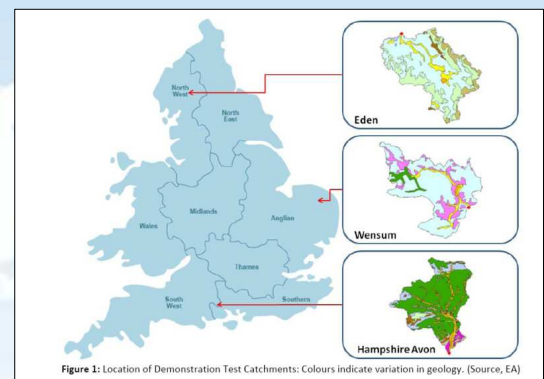 North
West
North
East
Midlands
Wales
Anglian
Thames
South
West
Southern
Eden
Wensum
Hampshire Avon
Figure 1: Location of Demonstration Test Catchments: Colours indicate variation in geology. (Source, EA)